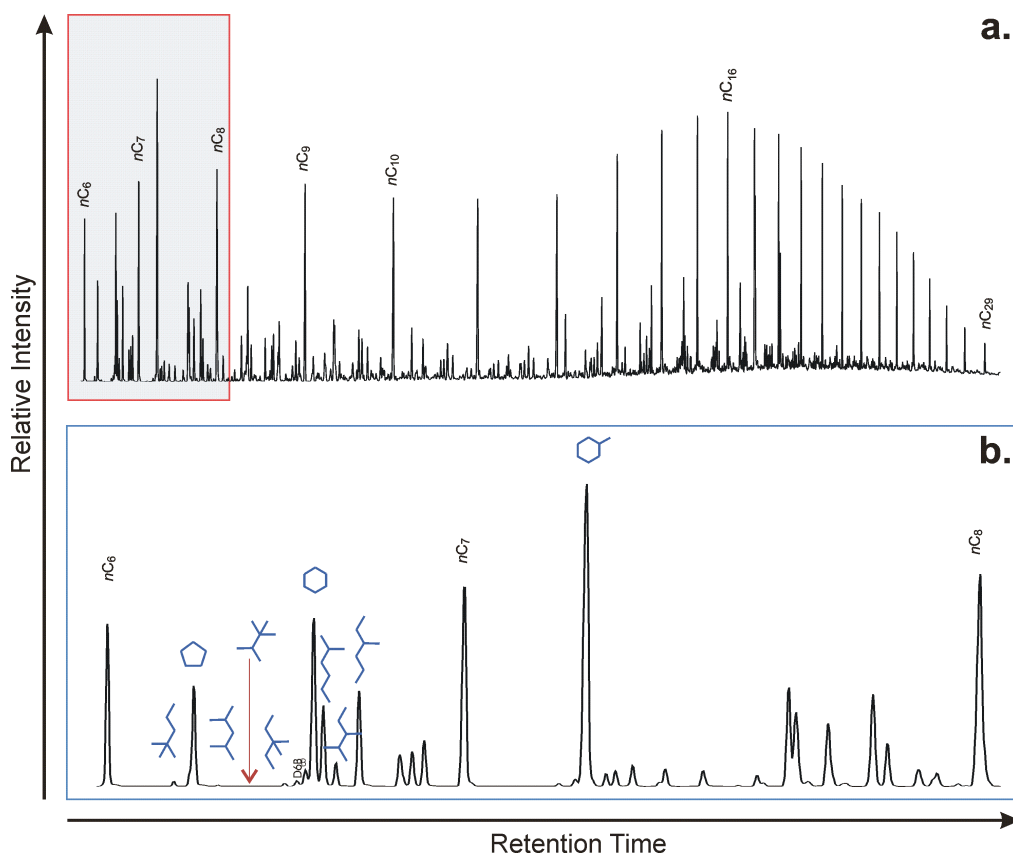 a.
nC6
nC7
nC8
nC9
nC10
nC16
nC29
Relative Intensity
b.
nC6
nC7
nC8
Retention Time